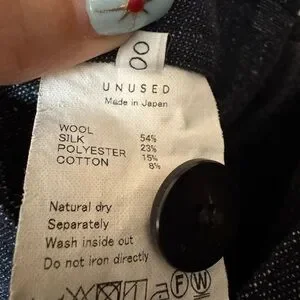 00
UNUSED
Made in Japan
WOOL 54%
SILK 23%
POLYESTER 15%
COTTON 8%
Natural dry
Separately
Wash inside out
Do not iron directly
F W